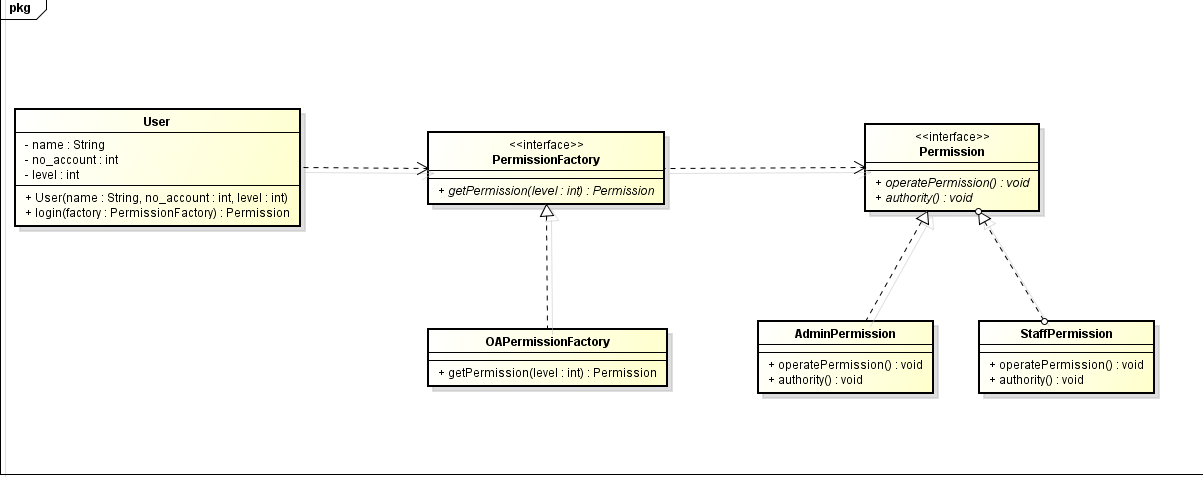 pkg
User
- name : String
- no_account : int
- level : int
+ User(name : String, no_account : int, level : int)
+ login(factory : PermissionFactory) : Permission
<<interface>>
PermissionFactory
+ getPermission(level : int) : Permission
<<interface>>
Permission
+ operatePermission() : void
+ authority() : void
OAPermissionFactory
+ getPermission(level : int) : Permission
AdminPermission
+ operatePermission() : void
+ authority() : void
StaffPermission
+ operatePermission() : void
+ authority() : void